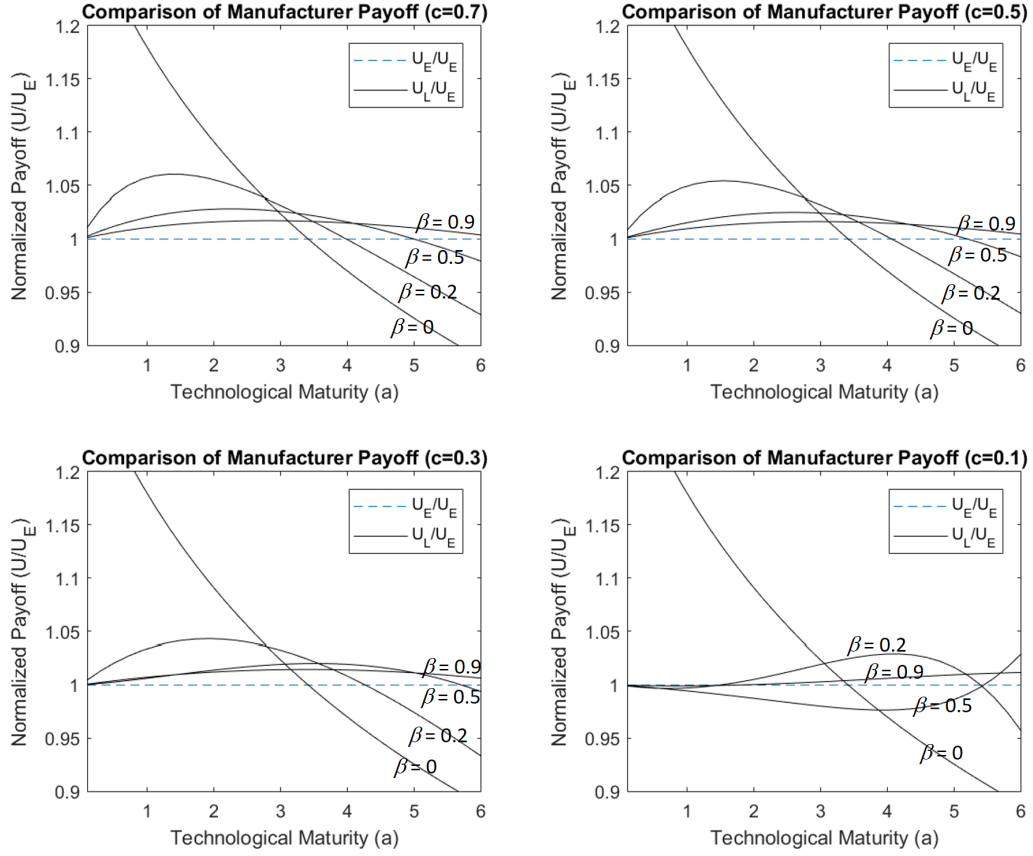 Comparison of Manufacturer Payoff (c=0.7)
1.2
1.15
1.1
1.05
1
0.95
0.9
Normalized Payoff (U/U_E)
U_E/U_E
U_L/U_E
β = 0.9
β = 0.5
β = 0.2
β = 0
1 2 3 4 5 6
Technological Maturity (a)
Comparison of Manufacturer Payoff (c=0.5)
1.2
1.15
1.1
1.05
1
0.95
0.9
Normalized Payoff (U/U_E)
U_E/U_E
U_L/U_E
β = 0.9
β = 0.5
β = 0.2
β = 0
1 2 3 4 5 6
Technological Maturity (a)
Comparison of Manufacturer Payoff (c=0.3)
1.2
1.15
1.1
1.05
1
0.95
0.9
Normalized Payoff (U/U_E)
U_E/U_E
U_L/U_E
β = 0.9
β = 0.5
β = 0.2
β = 0
1 2 3 4 5 6
Technological Maturity (a)
Comparison of Manufacturer Payoff (c=0.1)
1.2
1.15
1.1
1.05
1
0.95
0.9
Normalized Payoff (U/U_E)
U_E/U_E
U_L/U_E
β = 0.2
β = 0.9
β = 0.5
β = 0
1 2 3 4 5 6
Technological Maturity (a)